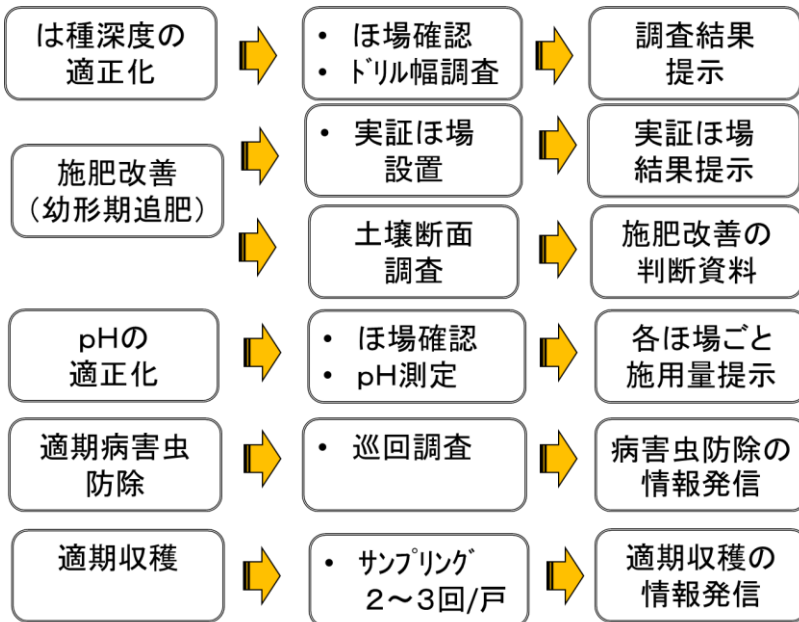 は種深度の
適正化
• ほ場確認
• ﾄﾞﾘﾙ幅調査
調査結果
提示
施肥改善
（幼形期追肥）
• 実証ほ場
設置
実証ほ場
結果提示
土壌断面
調査
施肥改善の
判断資料
pHの
適正化
• ほ場確認
• pH測定
各ほ場ごと
施用量提示
適期病害虫
防除
• 巡回調査
病害虫防除の
情報発信
適期収穫
• ｻﾝﾌﾟﾘﾝｸﾞ
２～３回/戸
適期収穫の
情報発信